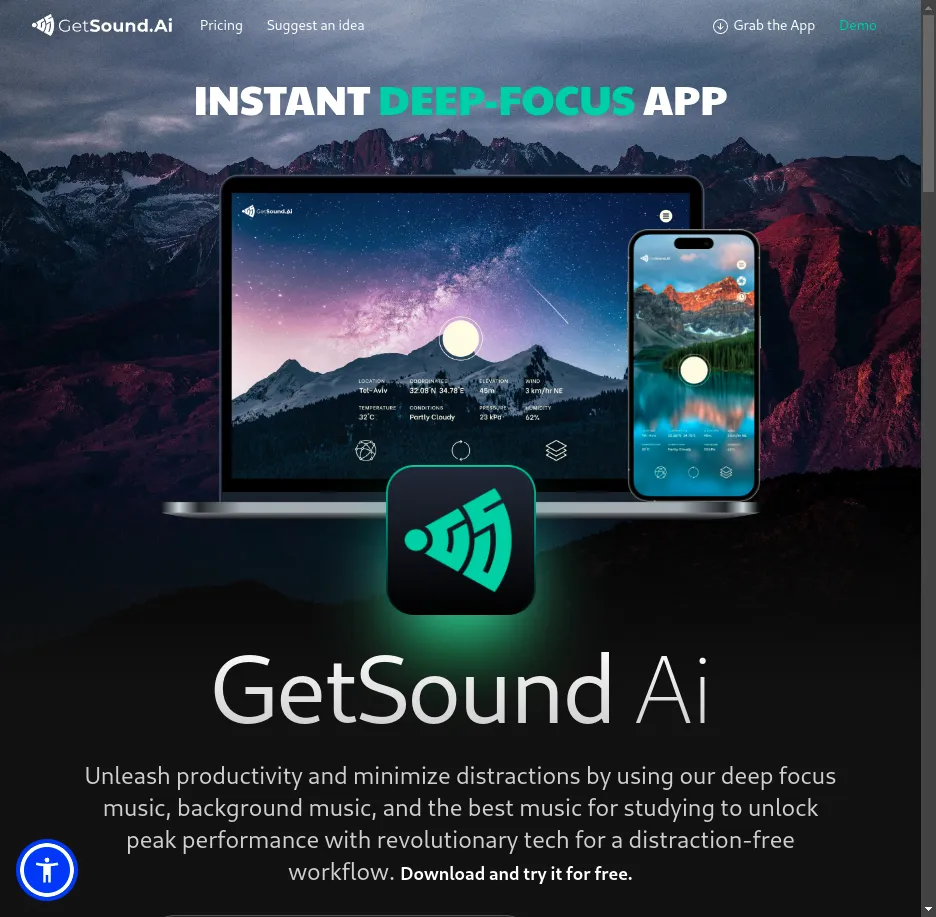 GetSound.Ai
Pricing
Suggest an idea
Grab the App
Demo
INSTANT DEEP-FOCUS APP
GetSound.Ai
LOCATION
Tel-Aviv
COORDINATES
32.08°N 34.78°E
ELEVATION
45m
WIND
3 km/hr NE
TEMPERATURE
32°C
CONDITIONS
Partly Cloudy
PRESSURE
23 kPa
HUMIDITY
62%
GetSound Ai
Unleash productivity and minimize distractions by using our deep focus
music, background music, and the best music for studying to unlock
peak performance with revolutionary tech for a distraction-free
workflow. Download and try it for free.